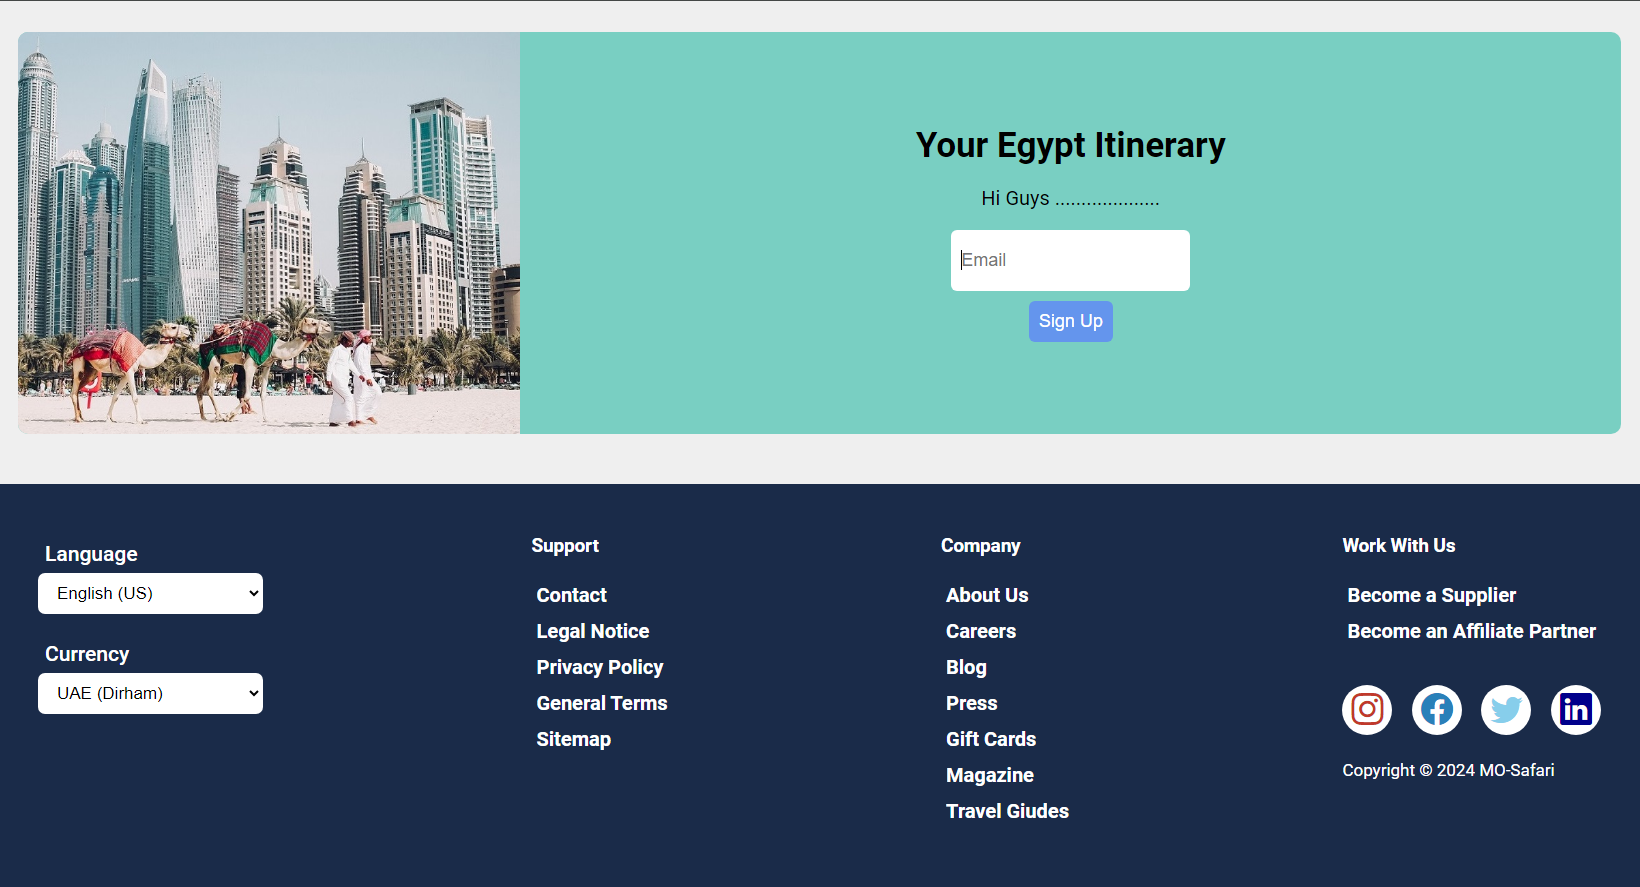 Your Egypt Itinerary
Hi Guys ....................
Email
Sign Up
Language
English (US)
Currency
UAE (Dirham)
Support
Contact
Legal Notice
Privacy Policy
General Terms
Sitemap
Company
About Us
Careers
Blog
Press
Gift Cards
Magazine
Travel Giudes
Work With Us
Become a Supplier
Become an Affiliate Partner
in
Copyright © 2024 MO-Safari